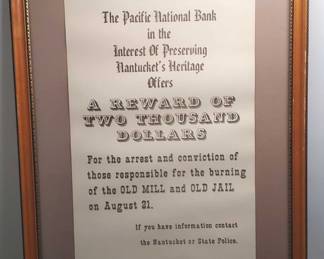 The Pacific National Bank
in the
Interest Of Preserving
Nantucket's Heritage
Offers
A REWARD OF
TWO THOUSAND
DOLLARS
For the arrest and conviction of
those responsible for the burning
of the OLD MILL and OLD JAIL
on August 21.
If you have information contact
the Nantucket or State Police.